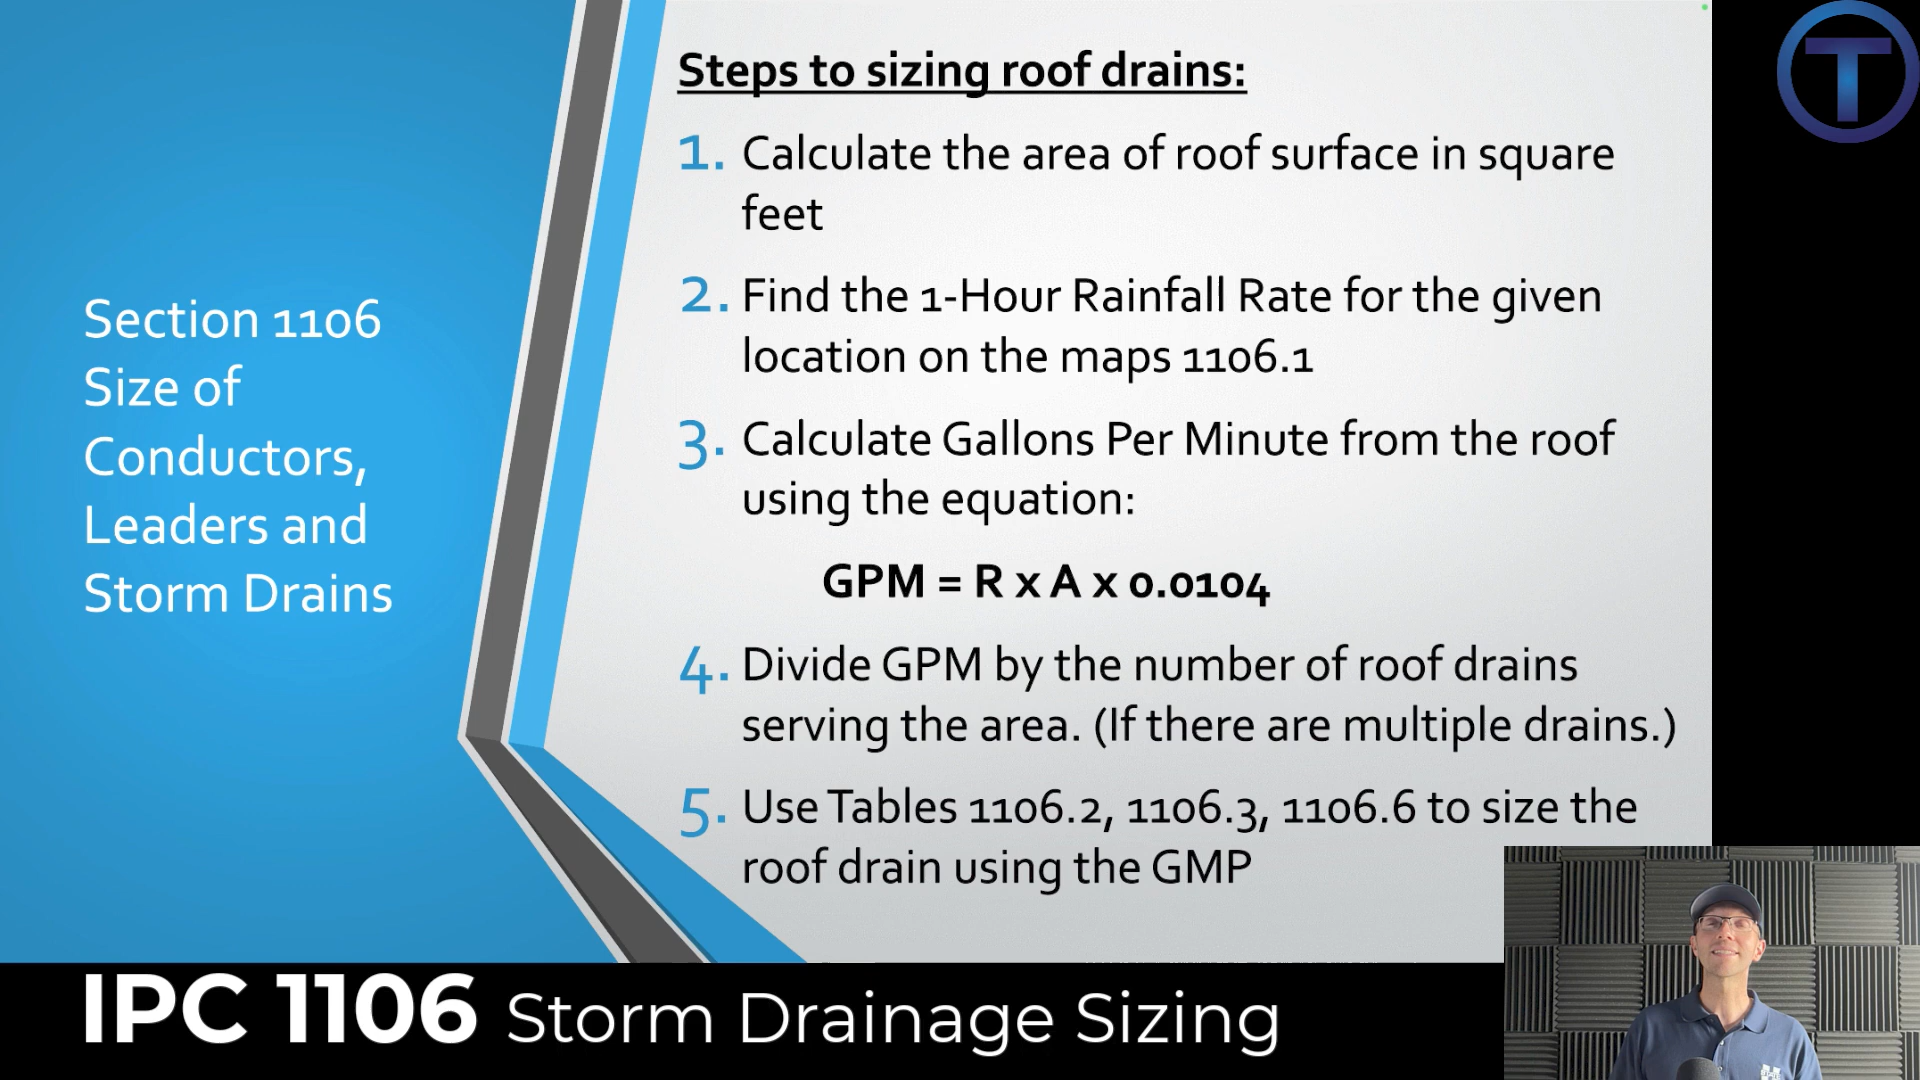 Section 1106
Size of
Conductors,
Leaders and
Storm Drains
Steps to sizing roof drains:
1. Calculate the area of roof surface in square
feet
2. Find the 1-Hour Rainfall Rate for the given
location on the maps 1106.1
3. Calculate Gallons Per Minute from the roof
using the equation:
GPM = R x A x 0.0104
4. Divide GPM by the number of roof drains
serving the area. (If there are multiple drains.)
5. Use Tables 1106.2, 1106.3, 1106.6 to size the
roof drain using the GMP
T
IPC 1106 Storm Drainage Sizing